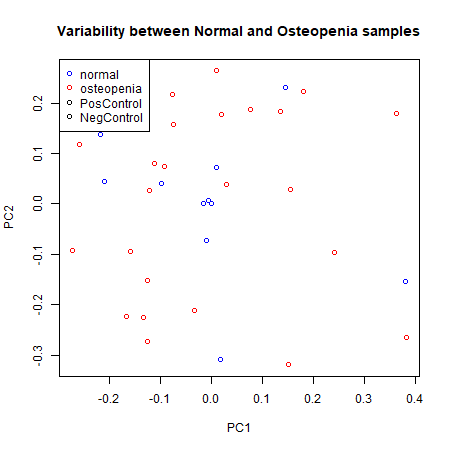 Variability between Normal and Osteopenia samples
normal
osteopenia
PosControl
NegControl
0.2
0.1
0.0
-0.1
-0.2
-0.3
PC2
-0.2
-0.1
0.0
0.1
0.2
0.3
0.4
PC1